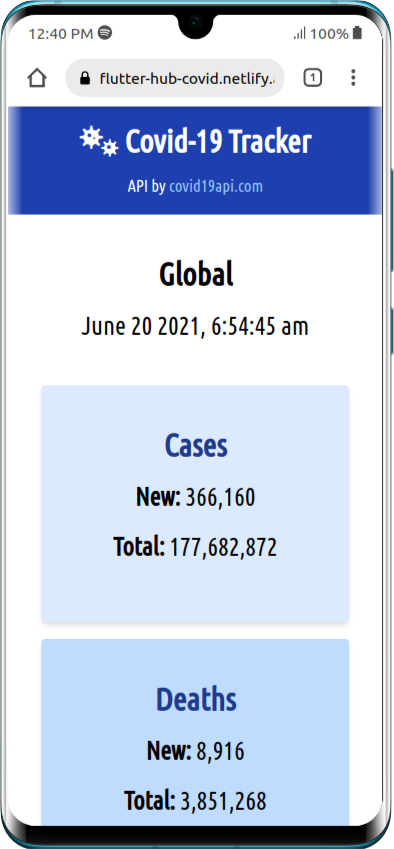 12:40 PM 100%
flutter-hub-covid.netlify. 1
Covid-19 Tracker
API by covid19api.com
Global
June 20 2021, 6:54:45 am
Cases
New: 366,160
Total: 177,682,872
Deaths
New: 8,916
Total: 3,851,268